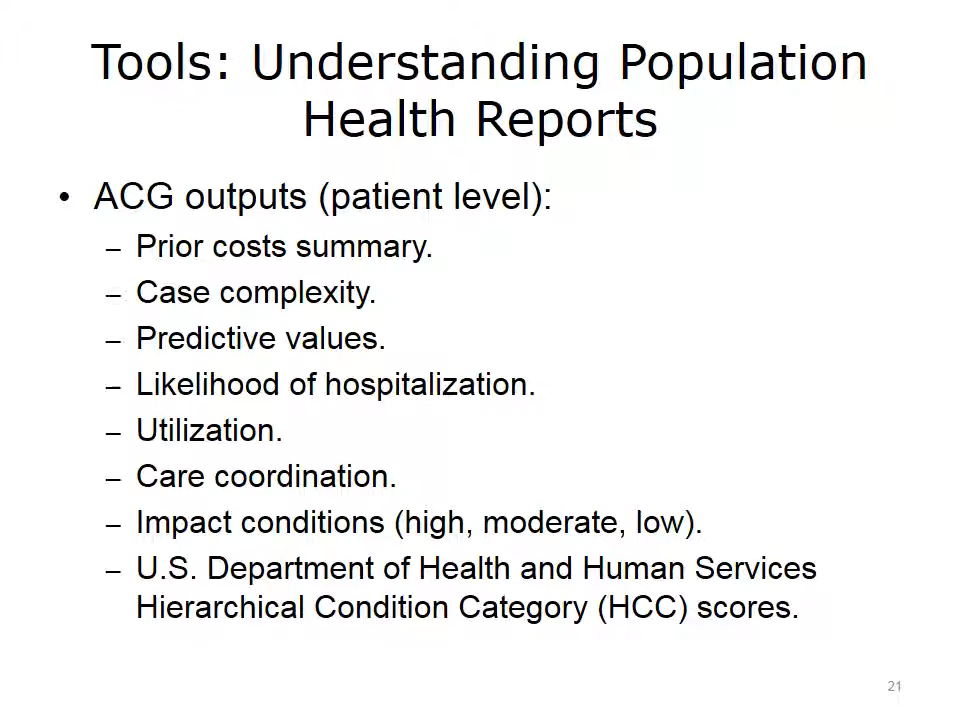 Tools: Understanding Population
Health Reports
• ACG outputs (patient level):
– Prior costs summary.
– Case complexity.
– Predictive values.
– Likelihood of hospitalization.
– Utilization.
– Care coordination.
– Impact conditions (high, moderate, low).
– U.S. Department of Health and Human Services
Hierarchical Condition Category (HCC) scores.
21